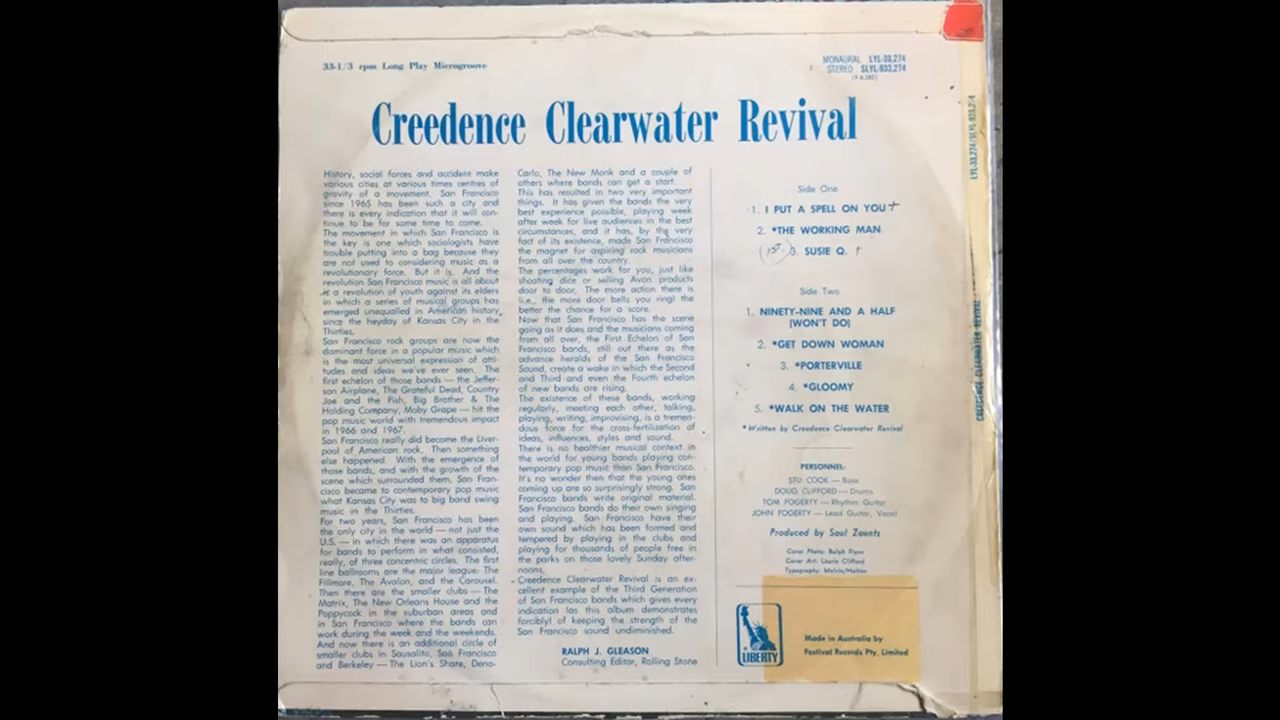 33-1/3 rpm Long Play Microgroove
MONAURAL LYL-33,274
STEREO SLYL-933,274
Creedence Clearwater Revival
History, social forces and accident make
various cities at various times centres of
gravity of a movement. San Francisco
since 1965 has been such a city and
there is every indication that it will con-
tinue to be for some time to come.
The movement in which San Francisco is
the key is one which sociologists have
trouble putting into a bag because they
are not used to considering music as a
revolutionary force. But it is. And the
revolution San Francisco music is all about
is a revolution of youth against its elders
in which a series of musical groups has
emerged unequalled in American history
since the heyday of Kansas City in the
Thirties.
San Francisco rock groups are now the
dominant force in a popular music which
is the most universal expression of atti-
tudes and ideas we've ever seen. The
first echelon of those bands — the Jeffer-
son Airplane, The Grateful Dead, Country
Joe and the Fish, Big Brother & The
Holding Company, Moby Grape — hit the
pop music world with tremendous impact
in 1966 and 1967.
San Francisco really did become the Liver-
pool of American rock. Then something
else happened. With the emergence of
those bands, and with the growth of the
scene which surrounded them, San Fran-
cisco became to contemporary pop music
what Kansas City was to big band swing
music in the Thirties.
For two years, San Francisco has been
the only city in the world — not just the
U.S. — in which there was an apparatus
for bands to perform in what consisted,
really, of three concentric circles. The first
line ballrooms are the major league: The
Fillmore, The Avalon, and the Carousel.
Then there are the smaller clubs — The
Matrix, The New Orleans House and the
Poppycock in the suburban areas and
in San Francisco where the bands can
work during the week and the weekends.
And now there is an additional circle of
smaller clubs in Sausalito, San Francisco
and Berkeley — The Lion's Share, Deno-
Carlo, The New Monk and a couple of
others where bands can get a start.
This has resulted in two very important
things. It has given the bands the very
best experience possible, playing week
after week for live audiences in the best
circumstances, and it has, by the very
fact of its existence, made San Francisco
the magnet for aspiring rock musicians
from all over the country.
The percentages work for you, just like
shooting dice or selling Avon products
door to door. The more action there is
(i.e., the more door bells you ring) the
better the chance for a score.
Now that San Francisco has the scene
going as it does and the musicians coming
from all over, the First Echelon of San
Francisco bands, still out there as the
advance heralds of the San Francisco
Sound, create a wake in which the Second
and Third and even the Fourth echelon
of new bands are rising.
The existence of these bands, working
regularly, meeting each other, talking,
playing, writing, improvising, is a tremen-
dous force for the cross-fertilization of
ideas, influences, styles and sound.
There is no healthier musical context in
the world for young bands playing con-
temporary pop music than San Francisco.
It's no wonder then that the young ones
coming up are so surprisingly strong. San
Francisco bands write original material.
San Francisco bands do their own singing
and playing. San Francisco have their
own sound which has been formed and
tempered by playing in the clubs and
playing for thousands of people free in
the parks on those lovely Sunday after-
noons.
Creedence Clearwater Revival is an ex-
cellent example of the Third Generation
of San Francisco bands which gives every
indication (as this album demonstrates
forcibly) of keeping the strength of the
San Francisco sound undiminished.
RALPH J. GLEASON
Consulting Editor, Rolling Stone
Side One
1. I PUT A SPELL ON YOU +
2. *THE WORKING MAN
1ST 3. SUSIE Q. †
Side Two
1. NINETY-NINE AND A HALF
(WON'T DO)
2. *GET DOWN WOMAN
3. *PORTERVILLE
4. *GLOOMY
5. *WALK ON THE WATER
*Written by Creedence Clearwater Revival
PERSONNEL:
STU COOK — Bass
DOUG CLIFFORD — Drums
TOM FOGERTY — Rhythm Guitar
JOHN FOGERTY — Lead Guitar, Vocal
Produced by Saul Zaentz
Cover Photo: Ralph Flynn
Cover Art: Laurie Clifford
Typography:
LIBERTY
Made in Australia by
Festival Records Pty. Limited
LYL-33,274/SLYL-933,274
CREEDENCE CLEARWATER REVIVAL